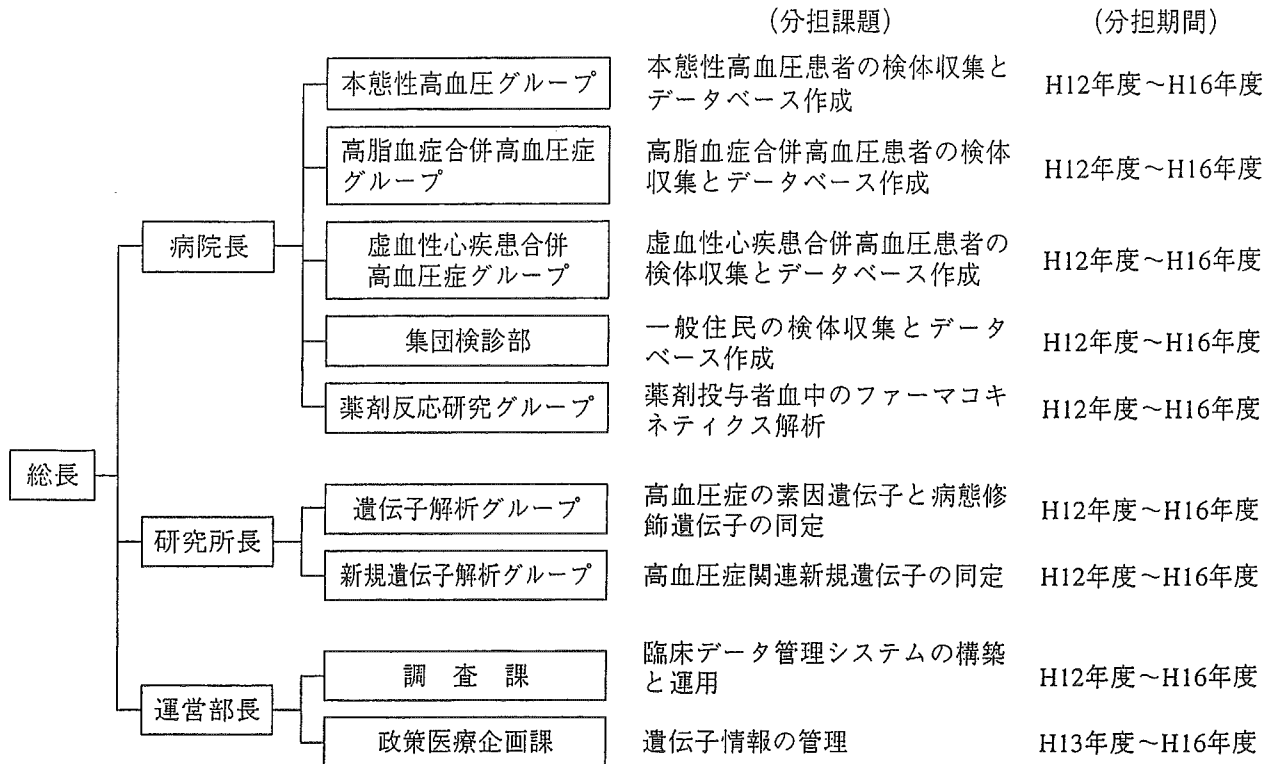 (分担課題) (分担期間)
本態性高血圧グループ 本態性高血圧患者の検体収集と
データベース作成 H12年度～H16年度
高脂血症合併高血圧症
グループ 高脂血症合併高血圧患者の検体
収集とデータベース作成 H12年度～H16年度
病院長
虚血性心疾患合併
高血圧症グループ 虚血性心疾患合併高血圧患者の
検体収集とデータベース作成 H12年度～H16年度
集団検診部 一般住民の検体収集とデータ
ベース作成 H12年度～H16年度
薬剤反応研究グループ 薬剤投与者血中のファーマコキ
ネティクス解析 H12年度～H16年度
総長
研究所長
遺伝子解析グループ 高血圧症の素因遺伝子と病態修
飾遺伝子の同定 H12年度～H16年度
新規遺伝子解析グループ 高血圧症関連新規遺伝子の同定 H12年度～H16年度
運営部長
調査課 臨床データ管理システムの構築
と運用 H12年度～H16年度
政策医療企画課 遺伝子情報の管理 H13年度～H16年度